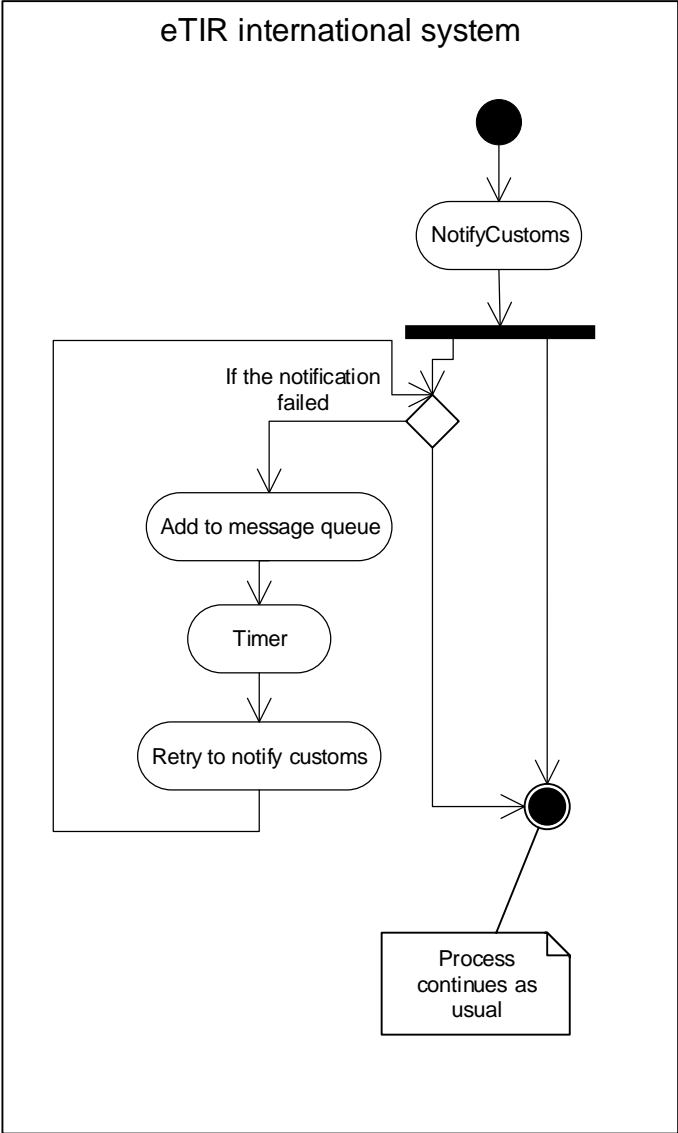 eTIR international system
NotifyCustoms
If the notification
failed
Add to message queue
Timer
Retry to notify customs
Process
continues as
usual